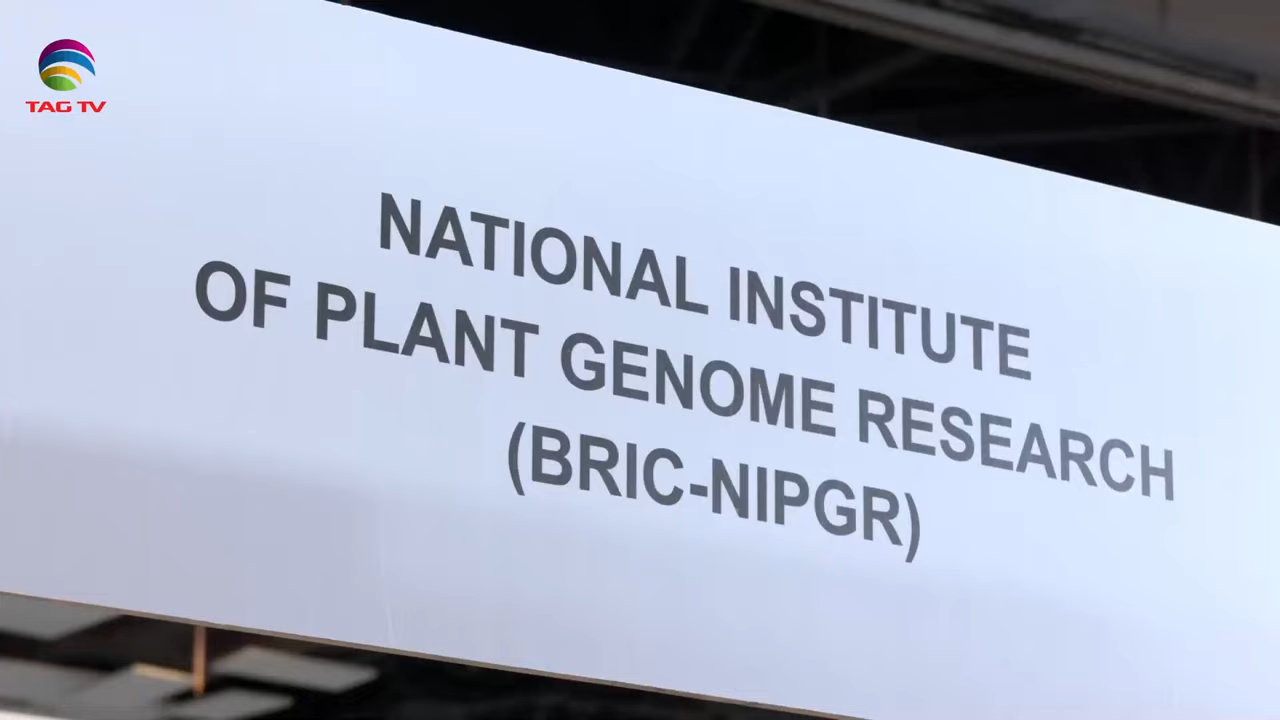 TAG TV
NATIONAL INSTITUTE
OF PLANT GENOME RESEARCH
(BRIC-NIPGR)